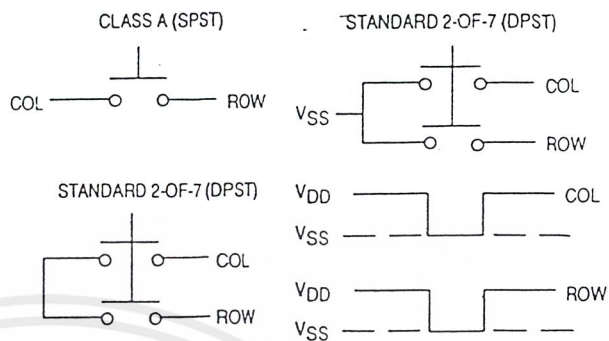 CLASS A (SPST)
COL
ROW
STANDARD 2-OF-7 (DPST)
VSS
COL
ROW
STANDARD 2-OF-7 (DPST)
COL
ROW
VDD
COL
VSS
VDD
ROW
VSS